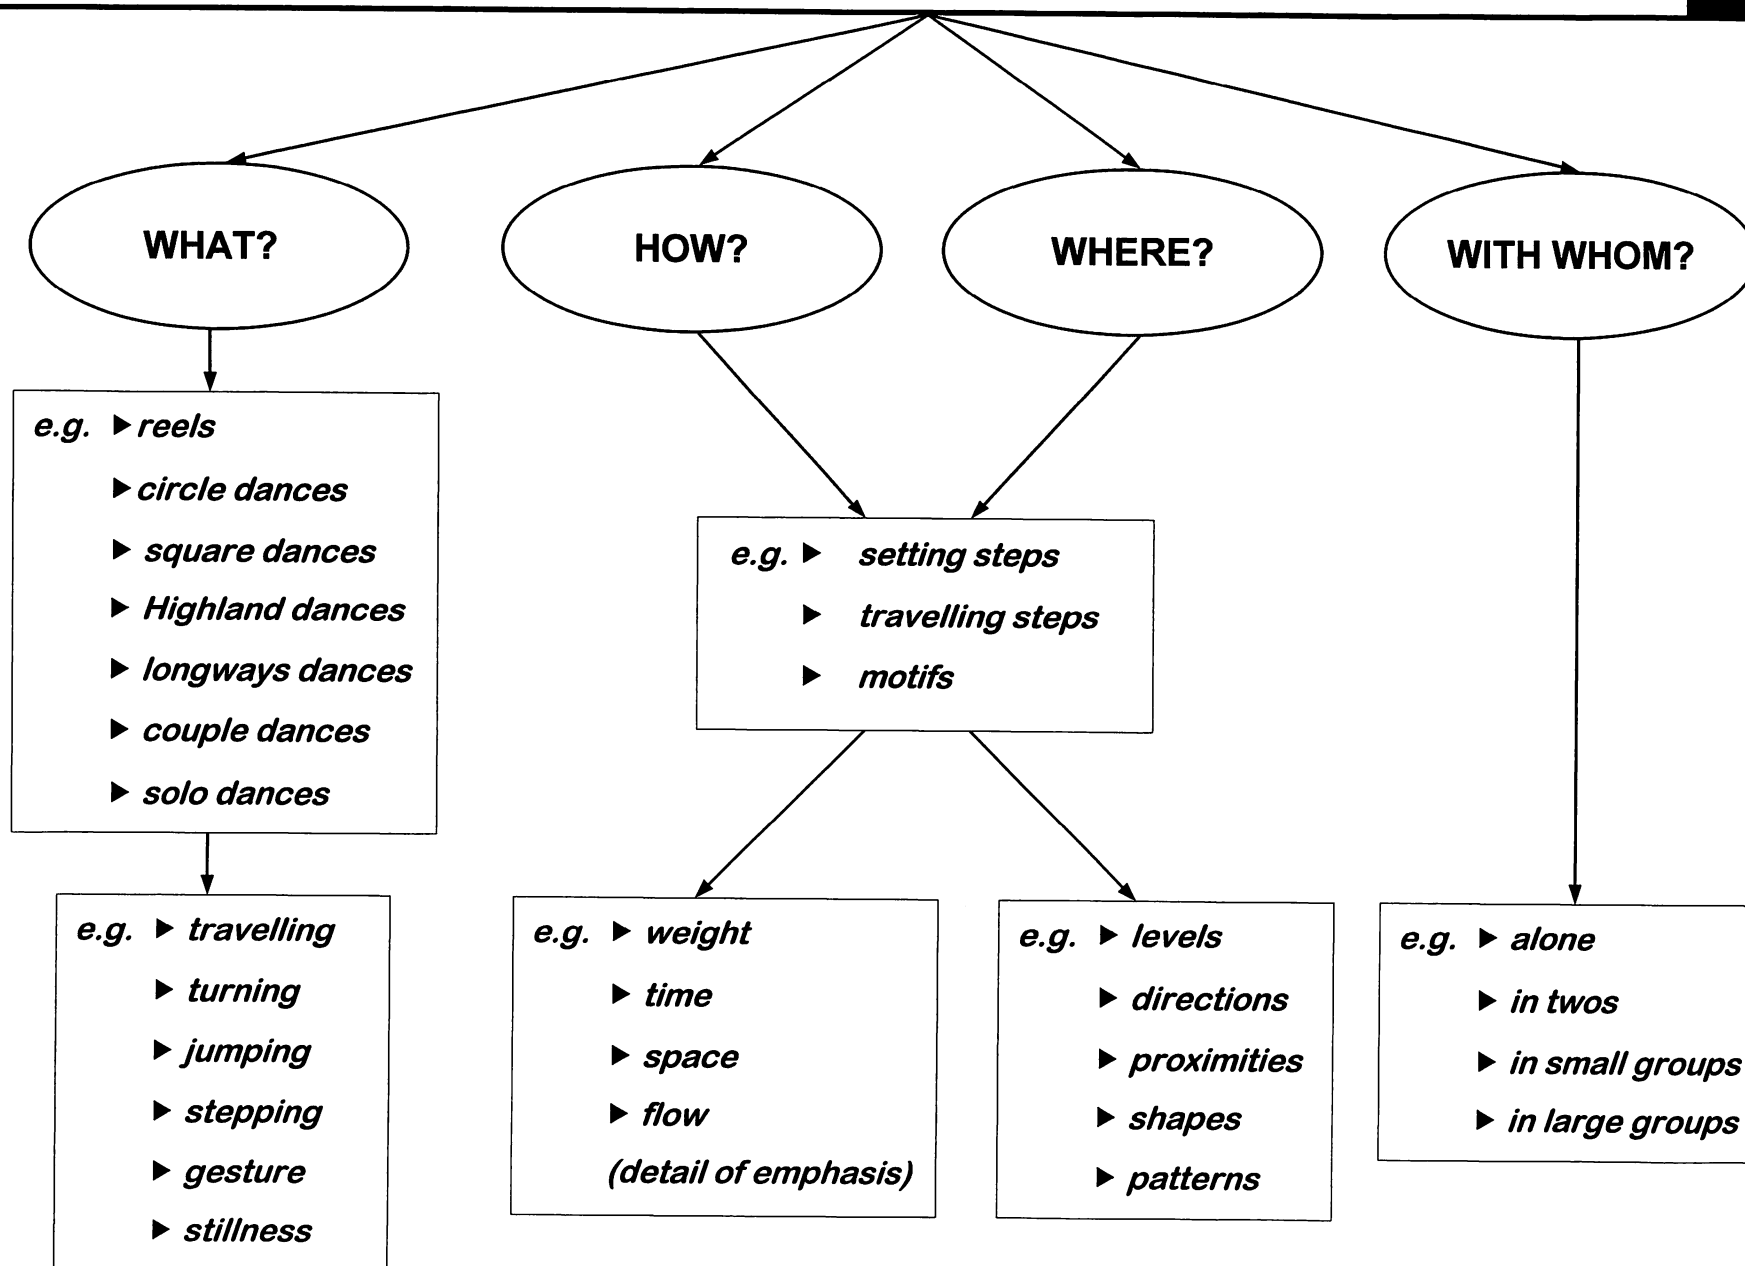 WHAT?
HOW?
WHERE?
WITH WHOM?
e.g. ▶ reels
▶ circle dances
▶ square dances
▶ Highland dances
▶ longways dances
▶ couple dances
▶ solo dances
e.g. ▶ setting steps
▶ travelling steps
▶ motifs
e.g. ▶ travelling
▶ turning
▶ jumping
▶ stepping
▶ gesture
▶ stillness
e.g. ▶ weight
▶ time
▶ space
▶ flow
(detail of emphasis)
e.g. ▶ levels
▶ directions
▶ proximities
▶ shapes
▶ patterns
e.g. ▶ alone
▶ in twos
▶ in small groups
▶ in large groups